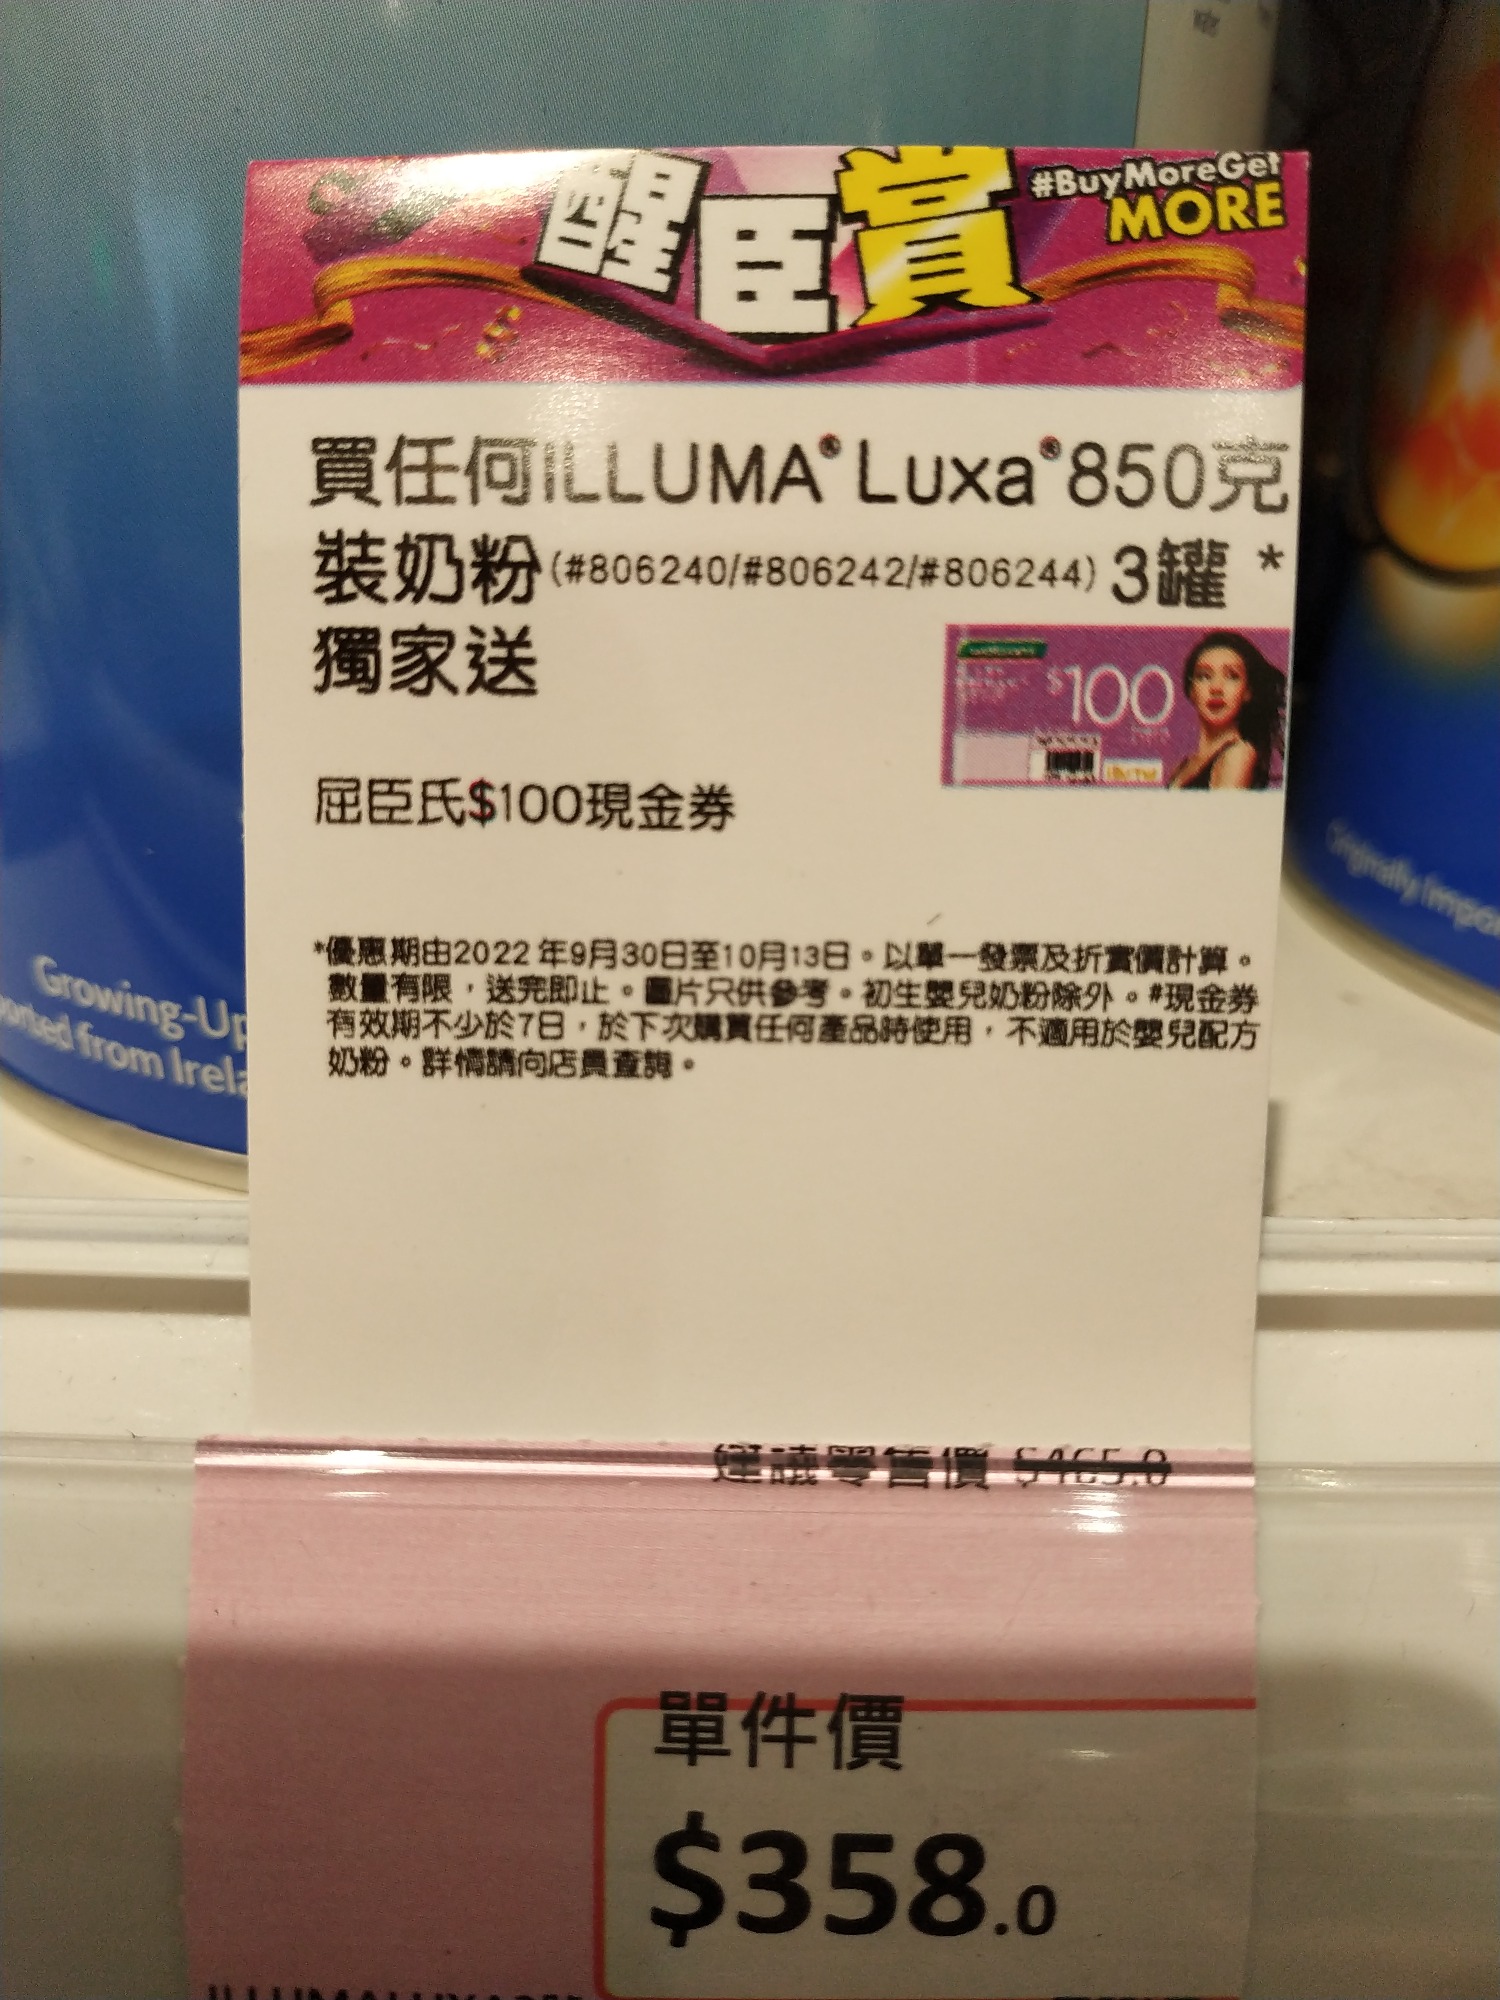 醒臣賞
#BuyMoreGet
MORE
買任何ILLUMA® Luxa®850克
裝奶粉(#806240/#806242/#806244) 3罐 *
獨家送
$100
屈臣氏$100現金券
*優惠期由2022年9月30日至10月13日。以單一發票及折實價計算。
數量有限，送完即止。圖片只供參考。初生嬰兒奶粉除外。#現金券
有效期不少於7日，於下次購買任何產品時使用，不適用於嬰兒配方
奶粉。詳情請向店員查詢。
Growing-Up
from Irela
Originally Impo
建議零售價 $465.0
單件價
$358.0